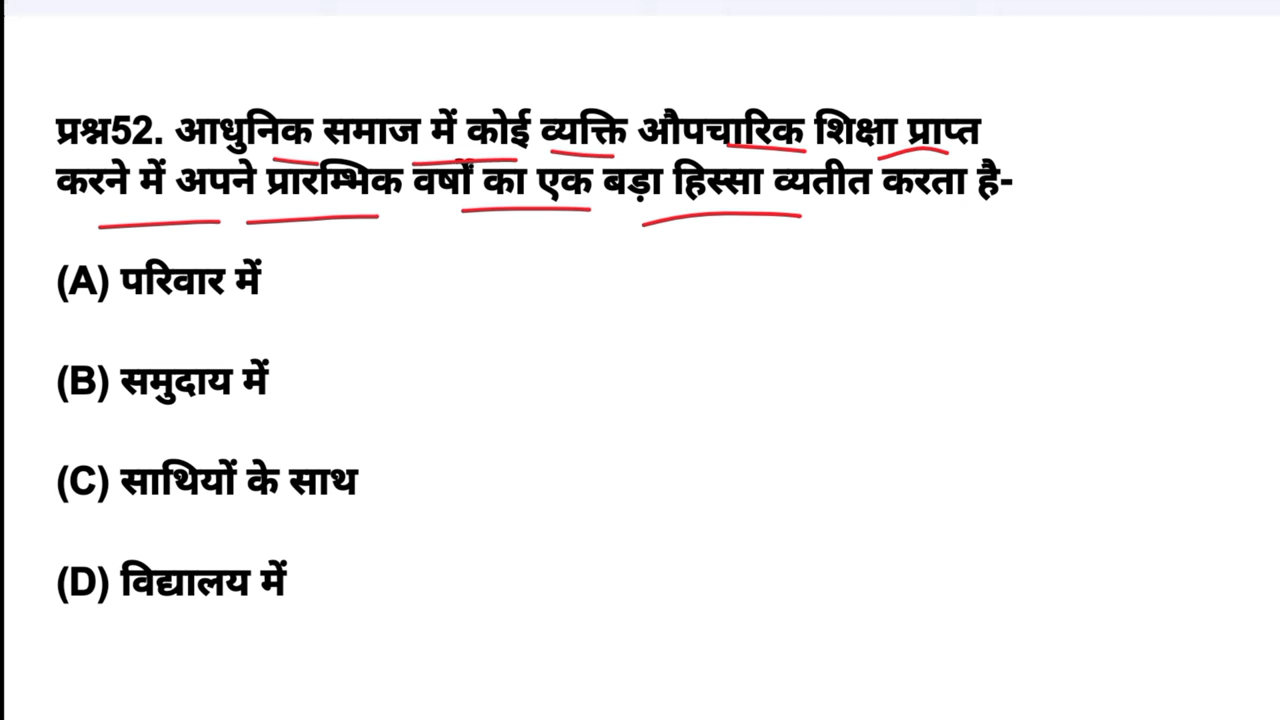 प्रश्न52. आधुनिक समाज में कोई व्यक्ति औपचारिक शिक्षा प्राप्त
करने में अपने प्रारम्भिक वर्षों का एक बड़ा हिस्सा व्यतीत करता है-
(A) परिवार में
(B) समुदाय में
(C) साथियों के साथ
(D) विद्यालय में